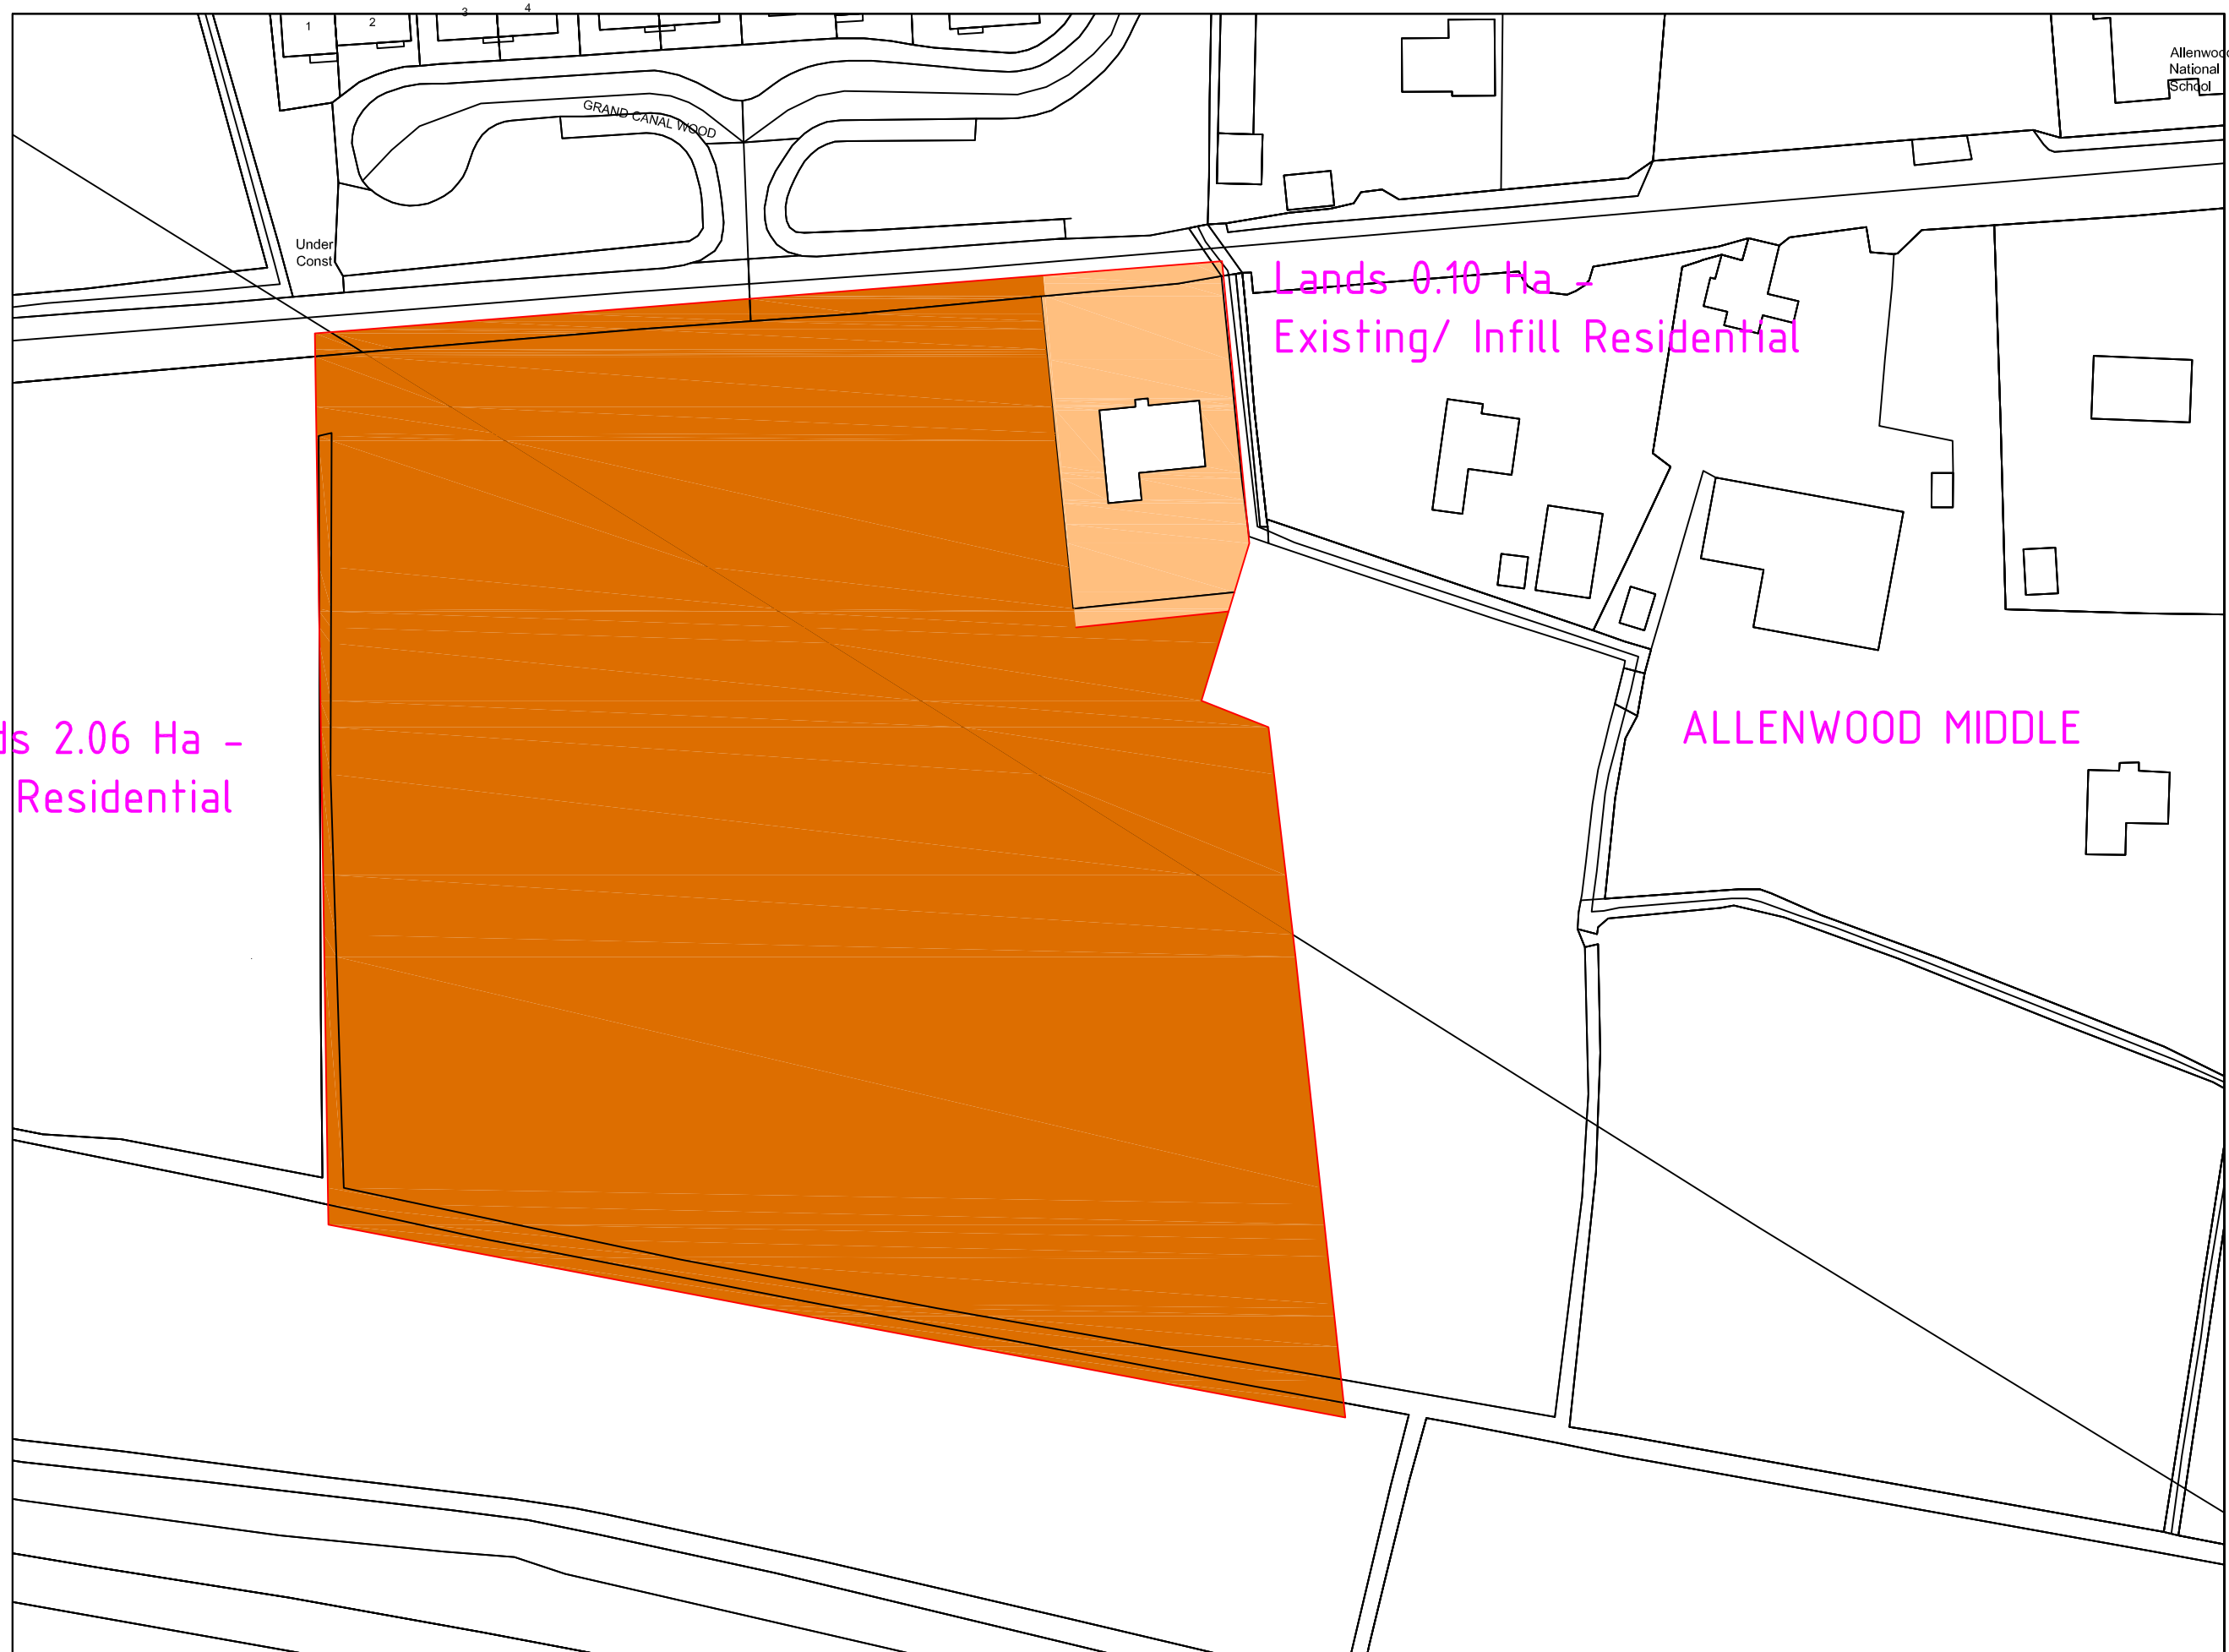 1
2
3
4
Allenwood
National
School
GRAND CANAL WOOD
Under
Const
Lands 0.10 Ha -
Existing/ Infill Residential
2.06 Ha -
Residential
ALLENWOOD MIDDLE